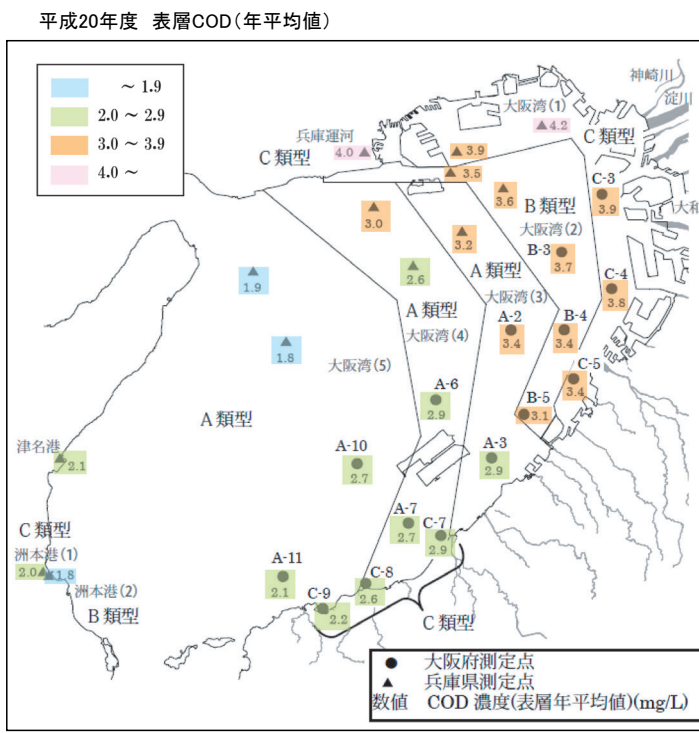 平成20年度 表層COD(年平均値)
～ 1.9
2.0 ～ 2.9
3.0 ～ 3.9
4.0 ～
神崎川
淀川
大阪湾(1)
4.2
C 類型
兵庫運河
4.0
C 類型
3.9
3.5
C-3
3.9
大和
3.6
B 類型
大阪湾(2)
3.0
3.2
B-3
3.7
A 類型
2.6
1.9
C-4
3.8
大阪湾(3)
A 類型
大阪湾(4)
A-2
3.4
B-4
3.4
1.8
大阪湾(5)
C-5
3.4
A-6
2.9
B-5
3.1
A 類型
津名港
2.1
A-10
2.7
A-3
2.9
A-7
2.7
C-7
2.9
C 類型
洲本港(1)
2.0
1.8
洲本港(2)
B 類型
A-11
2.1
C-8
2.6
C-9
2.2
C 類型
● 大阪府測定点
▲ 兵庫県測定点
数値 COD 濃度(表層年平均値)(mg/L)